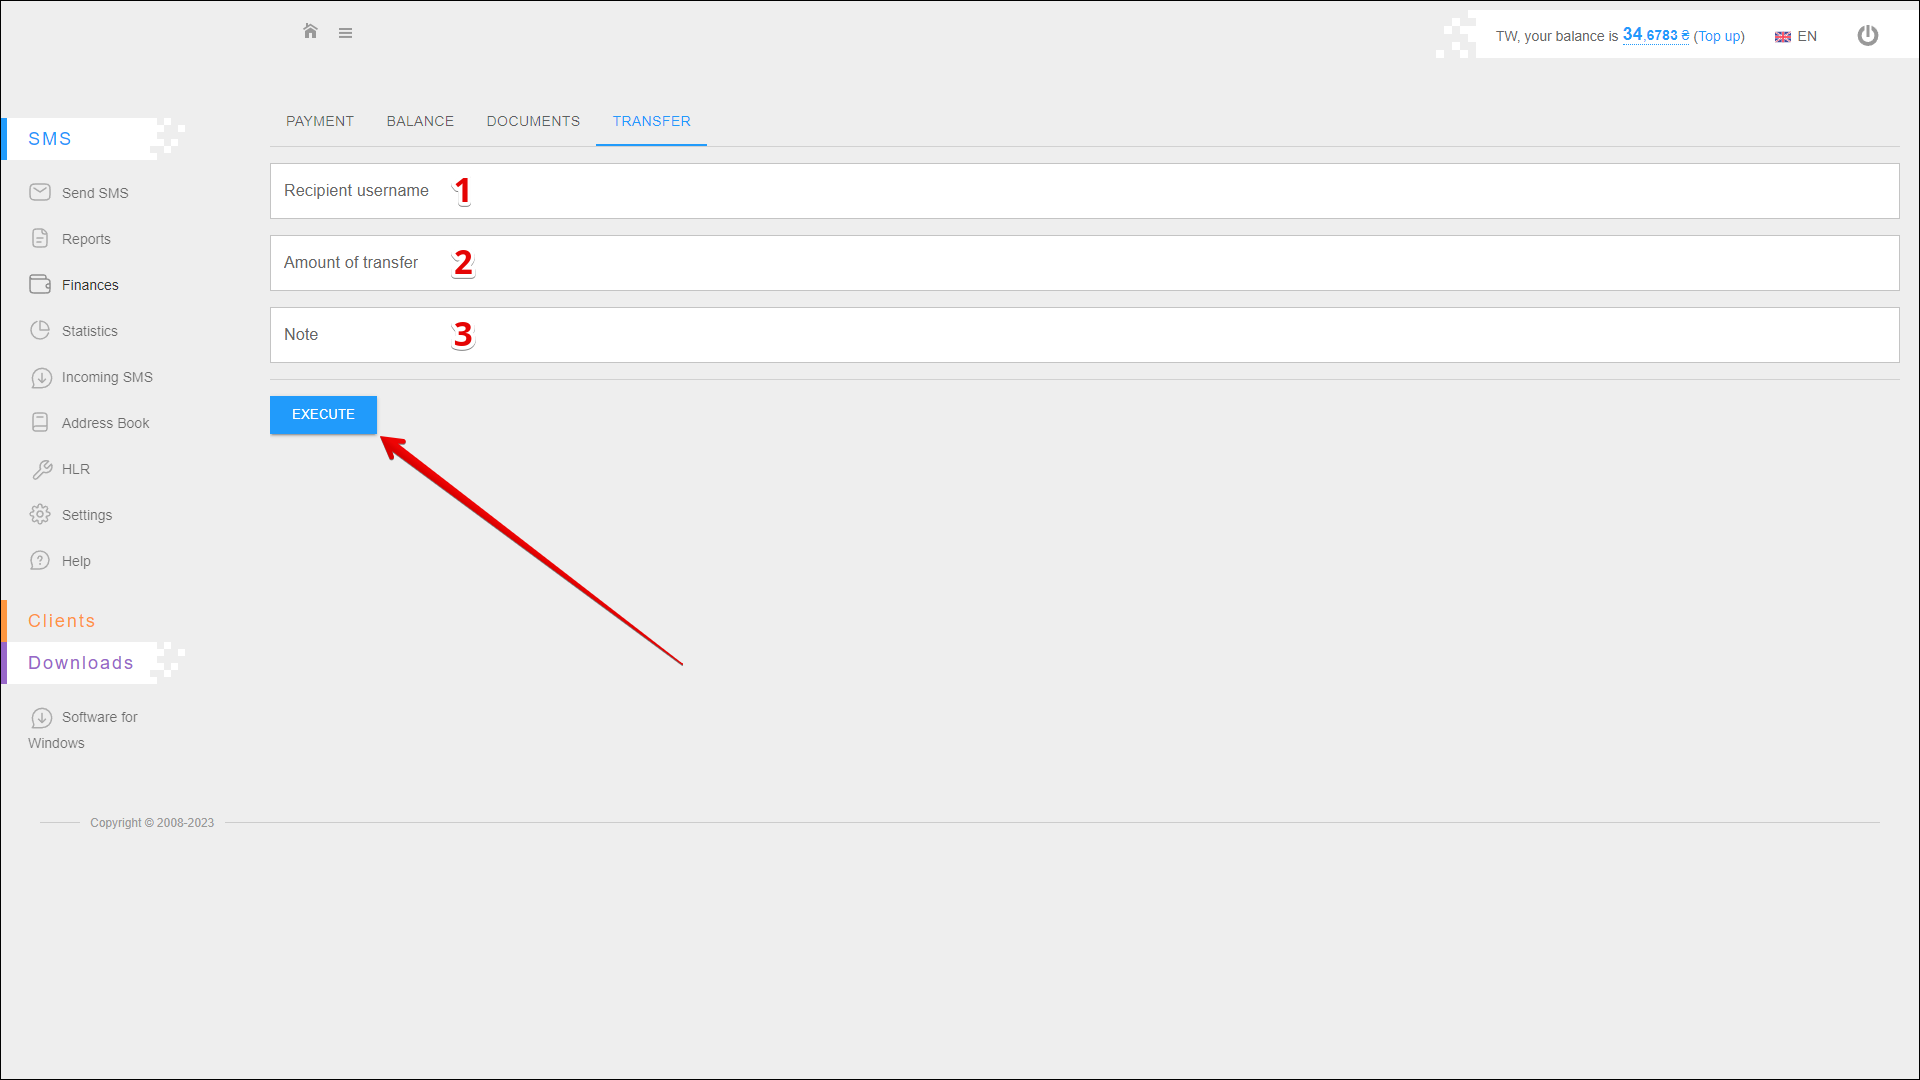 TW, your balance is 34,6783 ₴ (Top up) EN
PAYMENT BALANCE DOCUMENTS TRANSFER
SMS
Send SMS
Reports
Finances
Statistics
Incoming SMS
Address Book
HLR
Settings
Help
Clients
Downloads
Software for
Windows
Recipient username 1
Amount of transfer 2
Note 3
EXECUTE
Copyright © 2008-2023